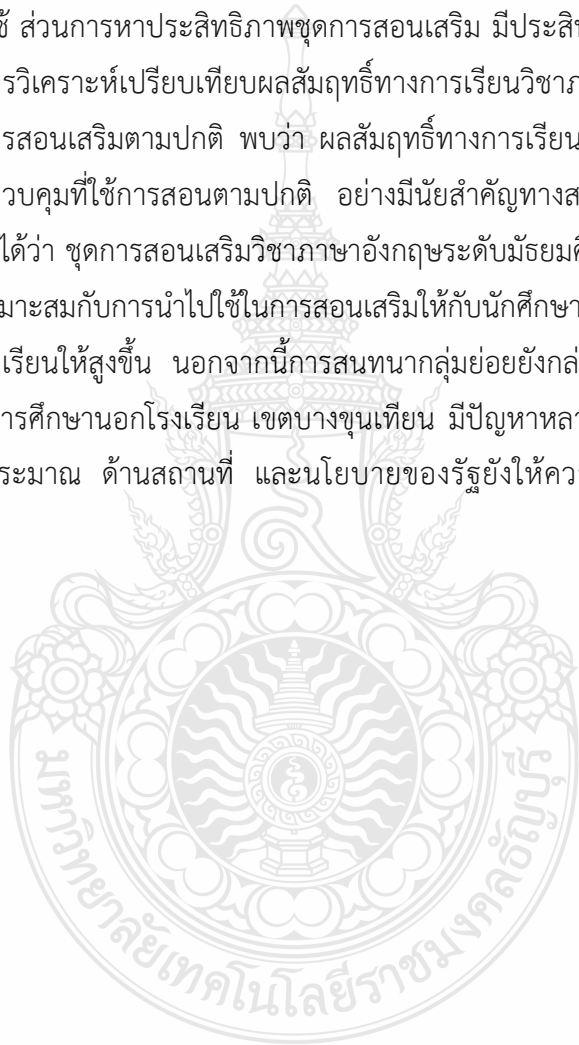 ช้ ส่วนการหาประสิทธิภาพชุดการสอนเสริม มีประสิท
รวิเคราะห์เปรียบเทียบผลสัมฤทธิ์ทางการเรียนวิชาภ
รสอนเสริมตามปกติ พบว่า ผลสัมฤทธิ์ทางการเรียน
วบคุมที่ใช้การสอนตามปกติ อย่างมีนัยสำคัญทางส
ได้ว่า ชุดการสอนเสริมวิชาภาษาอังกฤษระดับมัธยมศึ
มาะสมกับการนำไปใช้ในการสอนเสริมให้กับนักศึกษา
เรียนให้สูงขึ้น นอกจากนี้การสนทนากลุ่มย่อยยังกล่
ารศึกษานอกโรงเรียน เขตบางขุนเทียน มีปัญหาหลา
ระมาณ ด้านสถานที่ และนโยบายของรัฐยังให้ควา
มหาวิทยาลัยเทคโนโลยีราชมงคลธัญบุรี